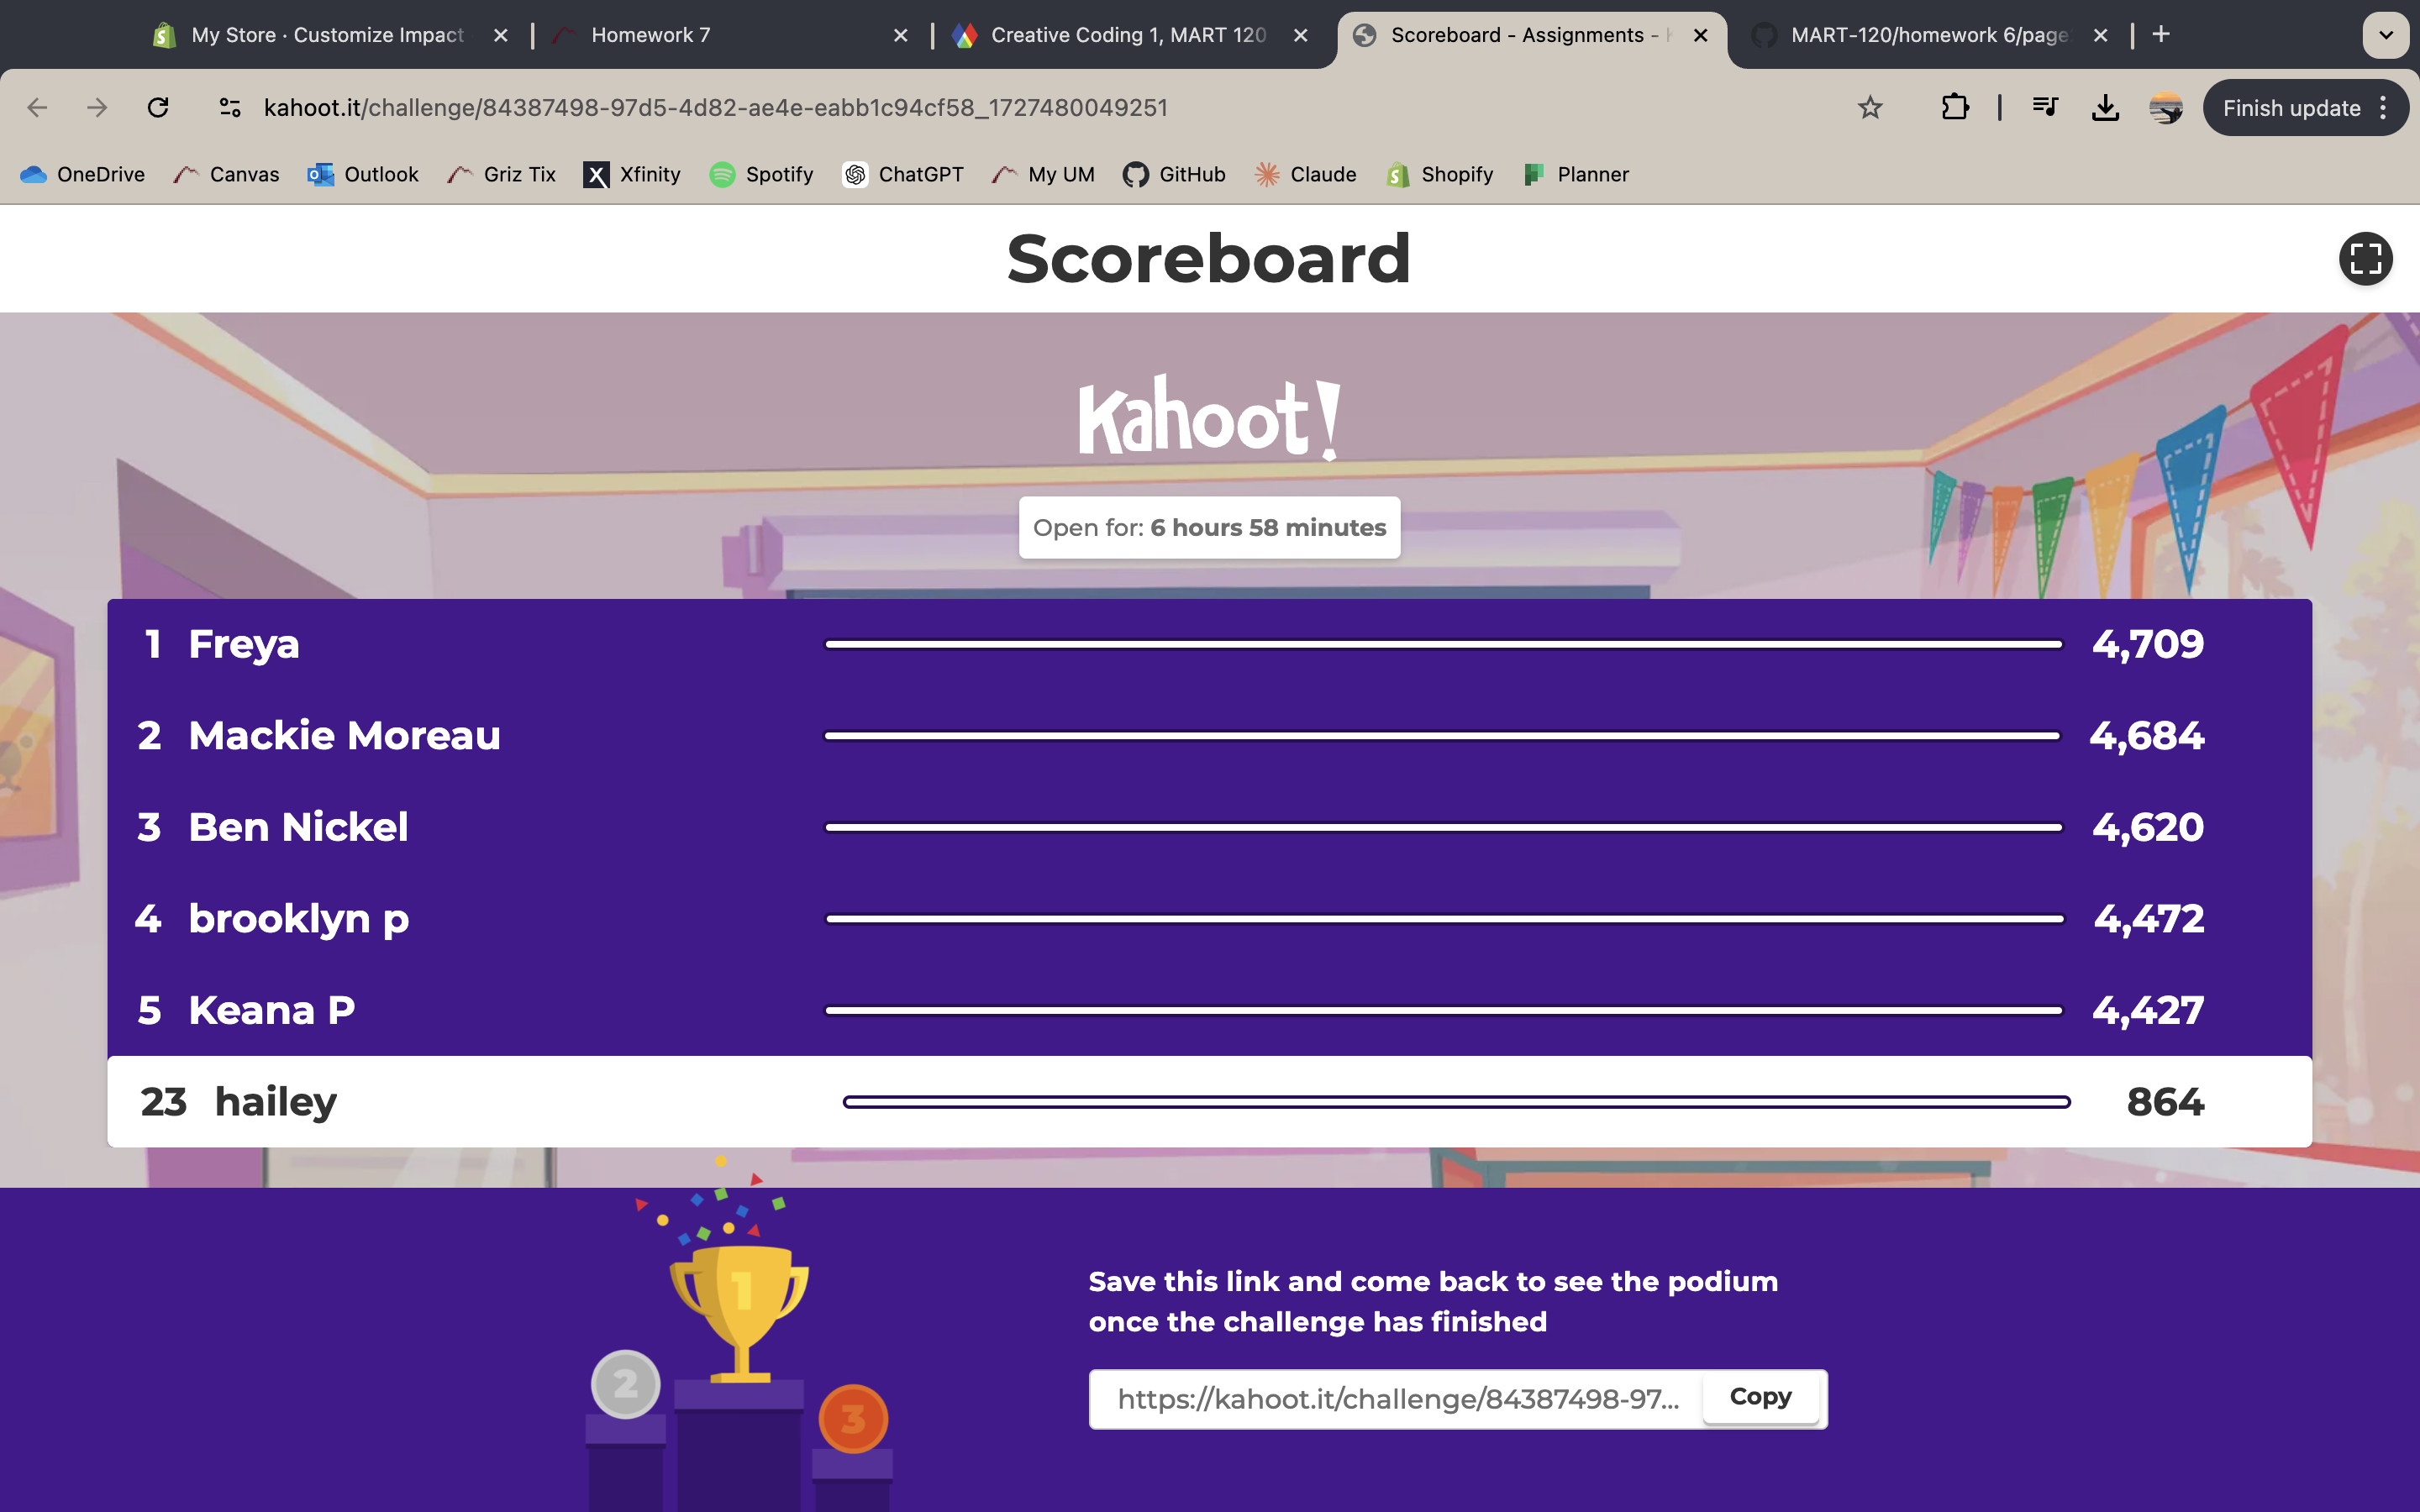 My Store · Customize Impact
Homework 7
Creative Coding 1, MART 120
Scoreboard - Assignments -
MART-120/homework 6/page
kahoot.it/challenge/84387498-97d5-4d82-ae4e-eabb1c94cf58_1727480049251
Finish update
OneDrive Canvas Outlook Griz Tix Xfinity Spotify ChatGPT My UM GitHub Claude Shopify Planner
Scoreboard
Kahoot!
Open for: 6 hours 58 minutes
1 Freya 4,709
2 Mackie Moreau 4,684
3 Ben Nickel 4,620
4 brooklyn p 4,472
5 Keana P 4,427
23 hailey 864
1
2
3
Save this link and come back to see the podium
once the challenge has finished
https://kahoot.it/challenge/84387498-97... Copy